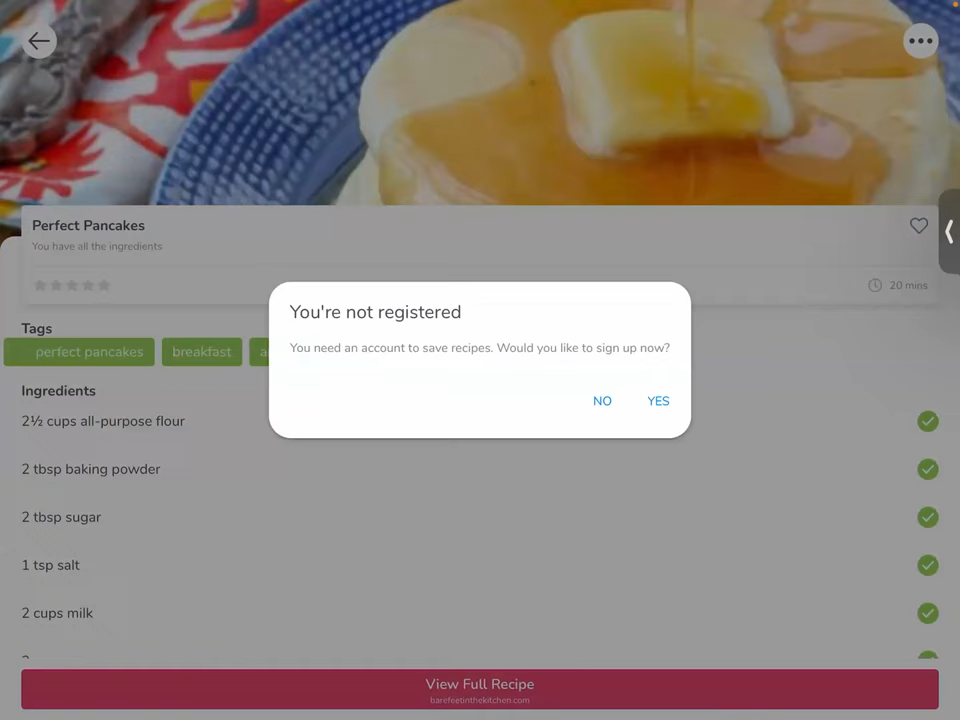 Perfect Pancakes
You have all the ingredients
20 mins
Tags
perfect pancakes
breakfast
You're not registered
You need an account to save recipes. Would you like to sign up now?
NO
YES
Ingredients
2½ cups all-purpose flour
2 tbsp baking powder
2 tbsp sugar
1 tsp salt
2 cups milk
View Full Recipe
barefeetinthekitchen.com